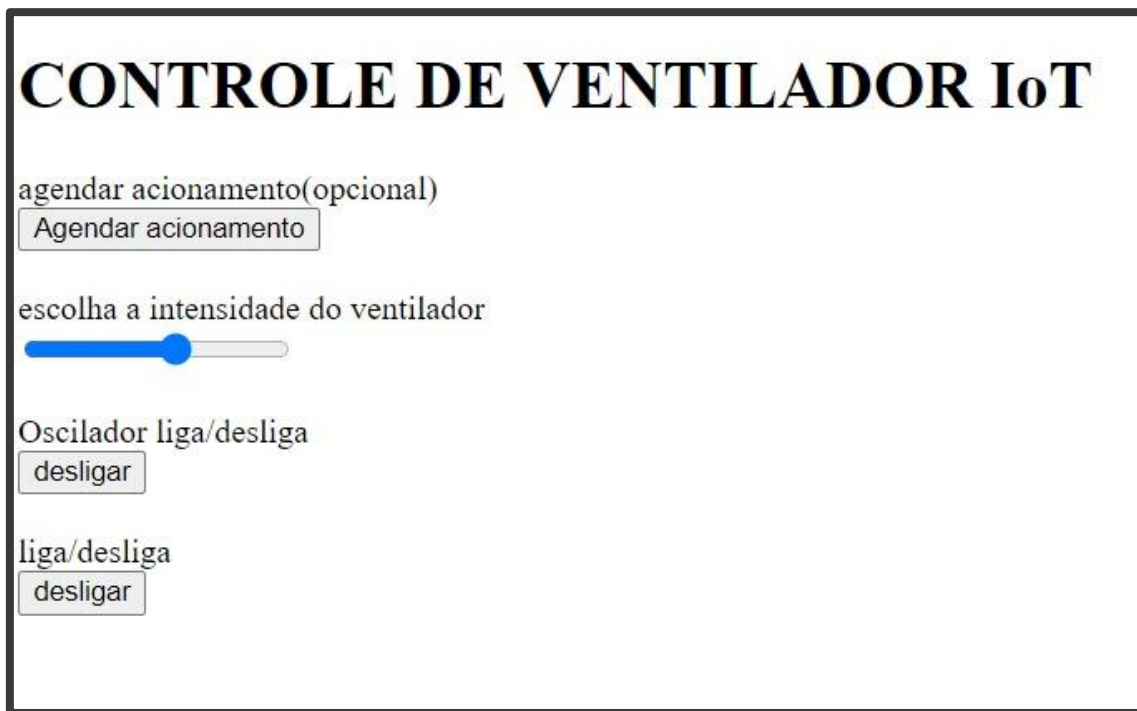 CONTROLE DE VENTILADOR IoT
agendar acionamento(opcional)
Agendar acionamento
escolha a intensidade do ventilador
Oscilador liga/desliga
desligar
liga/desliga
desligar